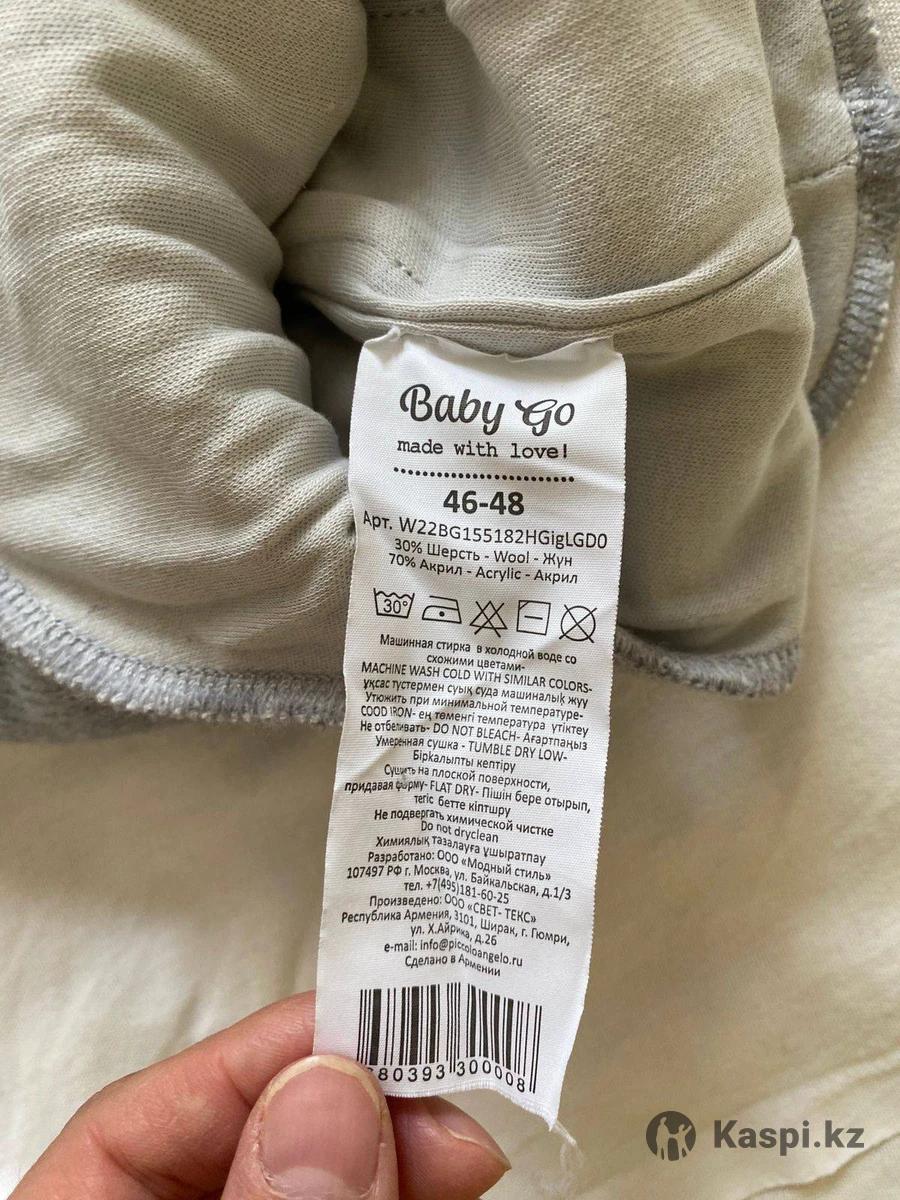 Baby Go
made with love!
46-48
Арт. W22BG155182HGigLGD0
30% Шерсть - Wool - Жүн
70% Акрил - Acrylic - Акрил
30°
Машинная стирка в холодной воде со
схожими цветами-
MACHINE WASH COLD WITH SIMILAR COLORS-
ұқсас түстермен суық суда машиналық жуу
Утюжить при минимальной температуре-
COOD IRON- ең төменгі температура үтіктеу
Не отбеливать- DO NOT BLEACH- Ағартпаңыз
Умеренная сушка - TUMBLE DRY LOW-
Бірқалыпты кептіру
Сушить на плоской поверхности,
придавая форму- FLAT DRY- Пішін бере отырып,
тегіс бетте кіптшру
Не подвергать химической чистке
Do not dryclean
Химиялық тазалауға ұшыратпау
Разработано: ООО «Модный стиль»
107497 РФ г. Москва, ул. Байкальская, д.1/3
тел. +7(495)181-60-25
Произведено: ООО «СВЕТ- ТЕКС»
Республика Армения, 3101, Ширак, г. Гюмри,
ул. Х.Айрика, д.26
e-mail: info@piccoloangelo.ru
Сделано в Армении
680393 300008
Kaspi.kz